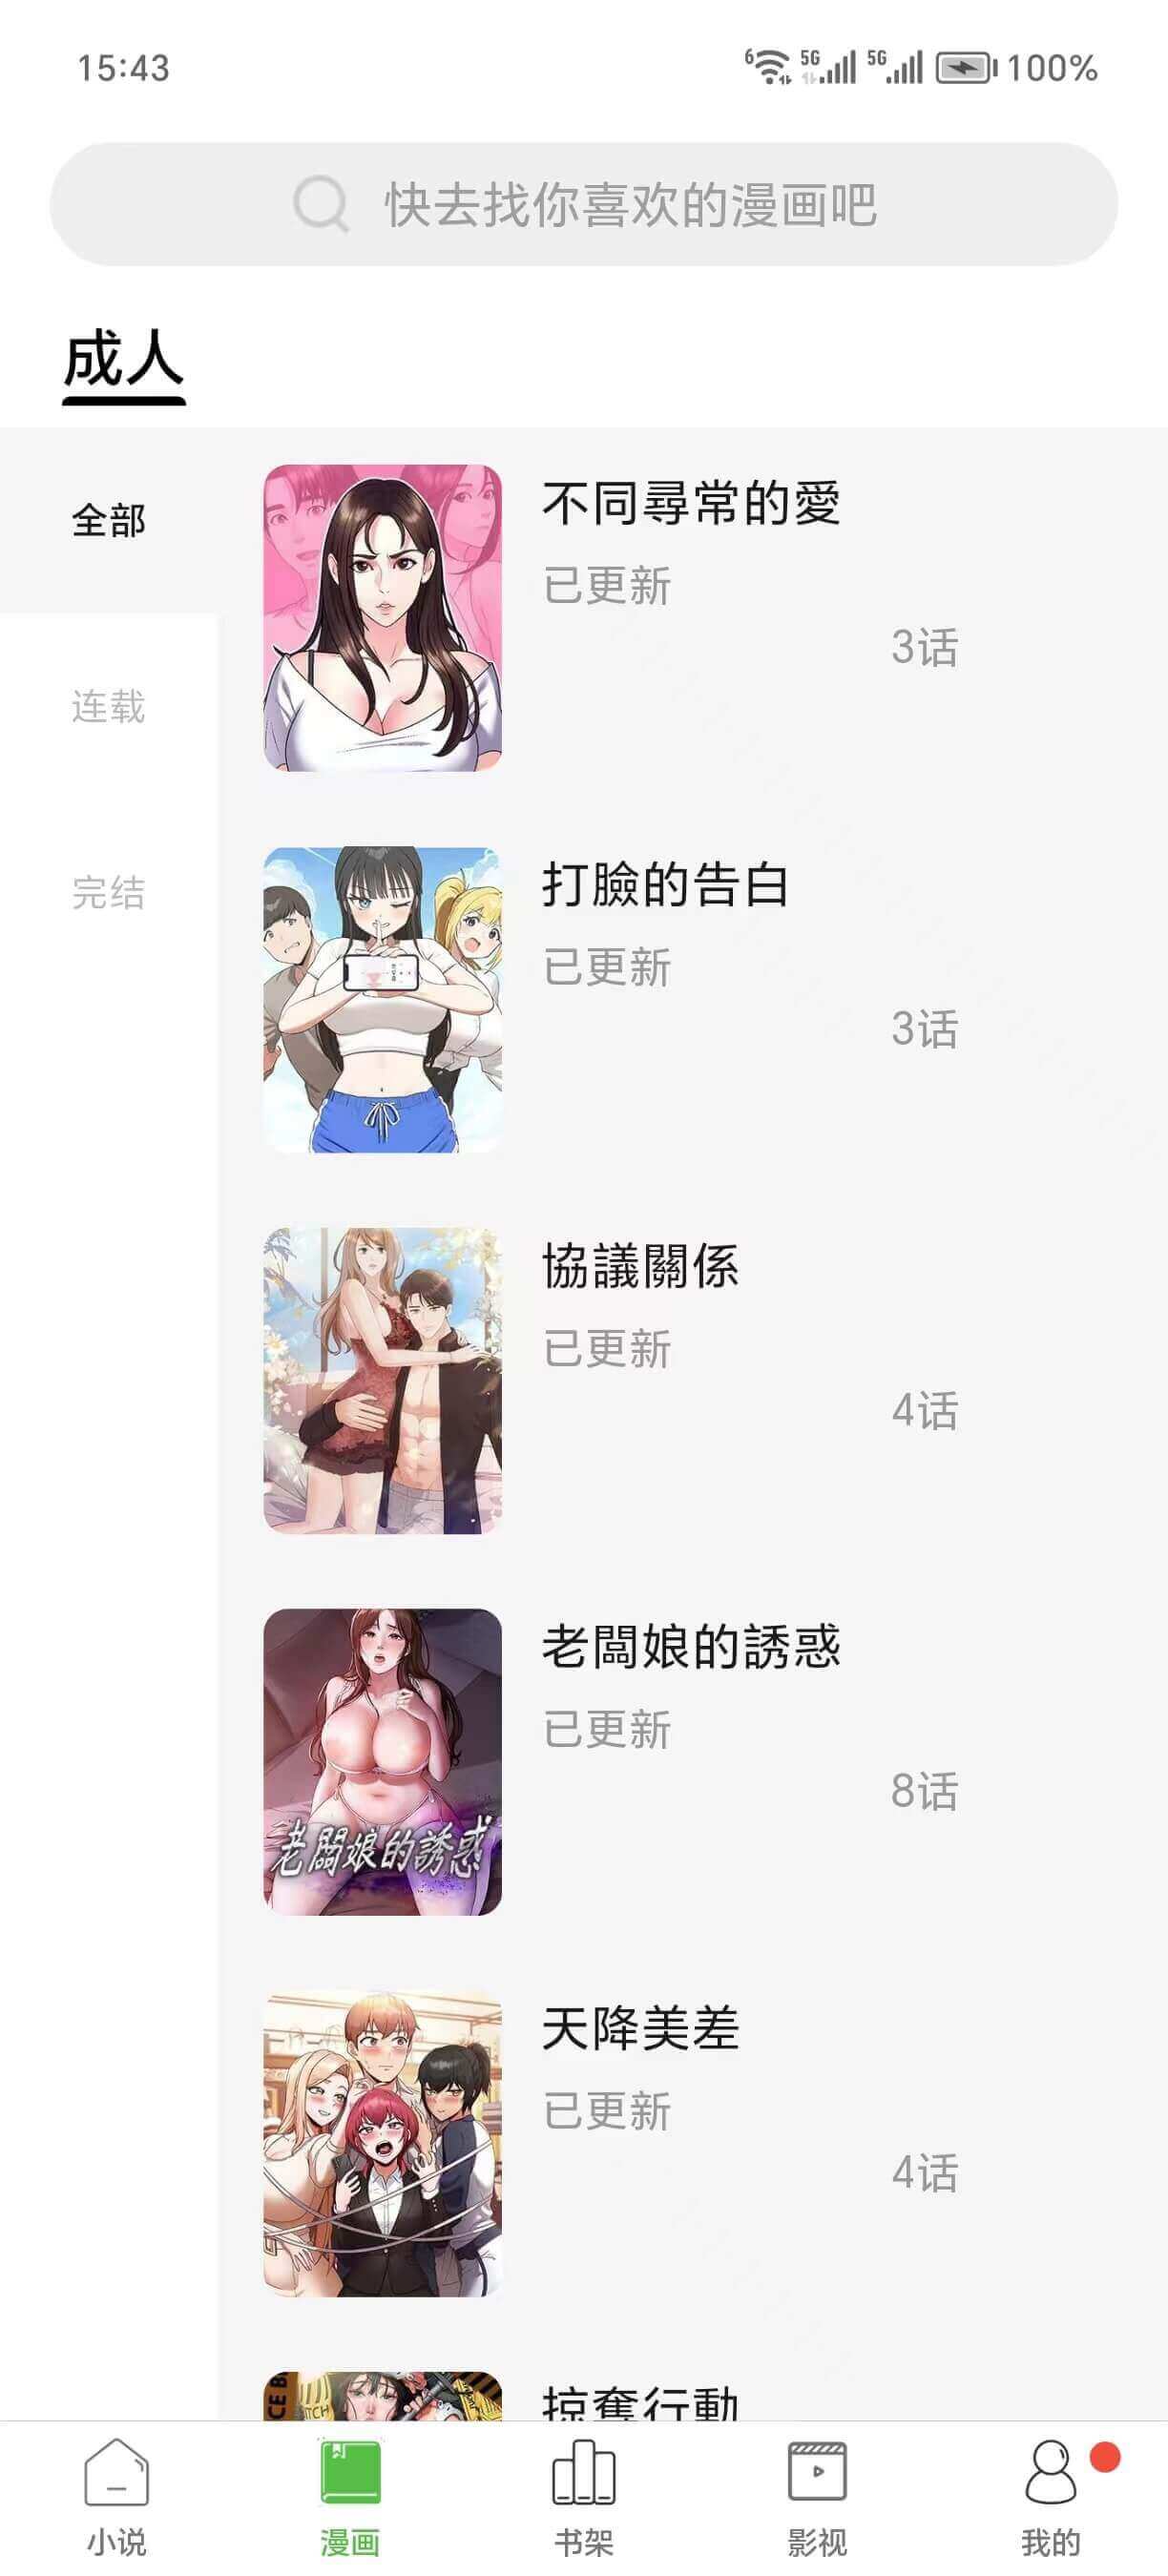 15:43
6 5G 5G 100%
快去找你喜欢的漫画吧
成人
全部
连载
完结
不同尋常的愛
已更新
3话
打臉的告白
已更新
3话
協議關係
已更新
4话
老闆娘的誘惑
已更新
8话
老闆娘的誘惑
天降美差
已更新
4话
掠奪行動
小说
漫画
书架
影视
我的